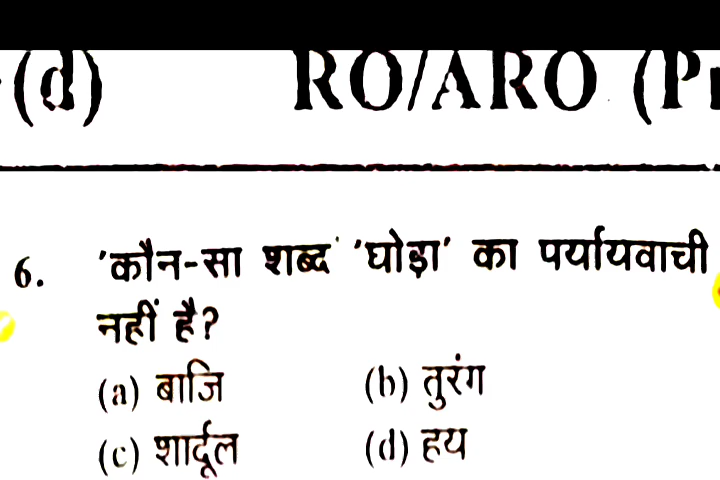 (d) RO/ARO (P
6. 'कौन-सा शब्द 'घोड़ा' का पर्यायवाची
नहीं है?
(a) बाजि (b) तुरंग
(c) शार्दूल (d) हय